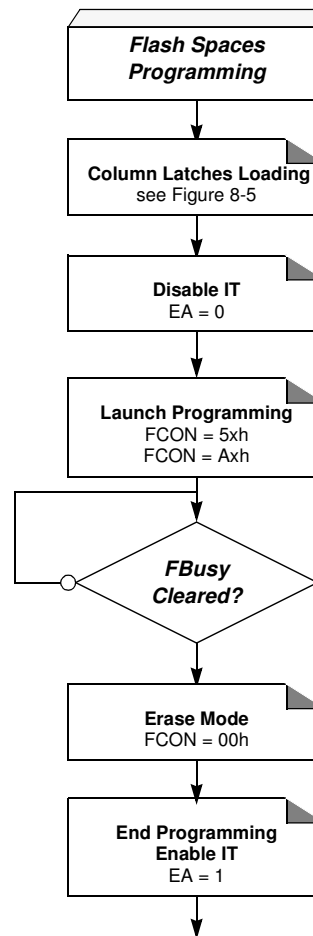 Flash Spaces
Programming
Column Latches Loading
see Figure 8-5
Disable IT
EA = 0
Launch Programming
FCON = 5xh
FCON = Axh
FBusy
Cleared?
Erase Mode
FCON = 00h
End Programming
Enable IT
EA = 1